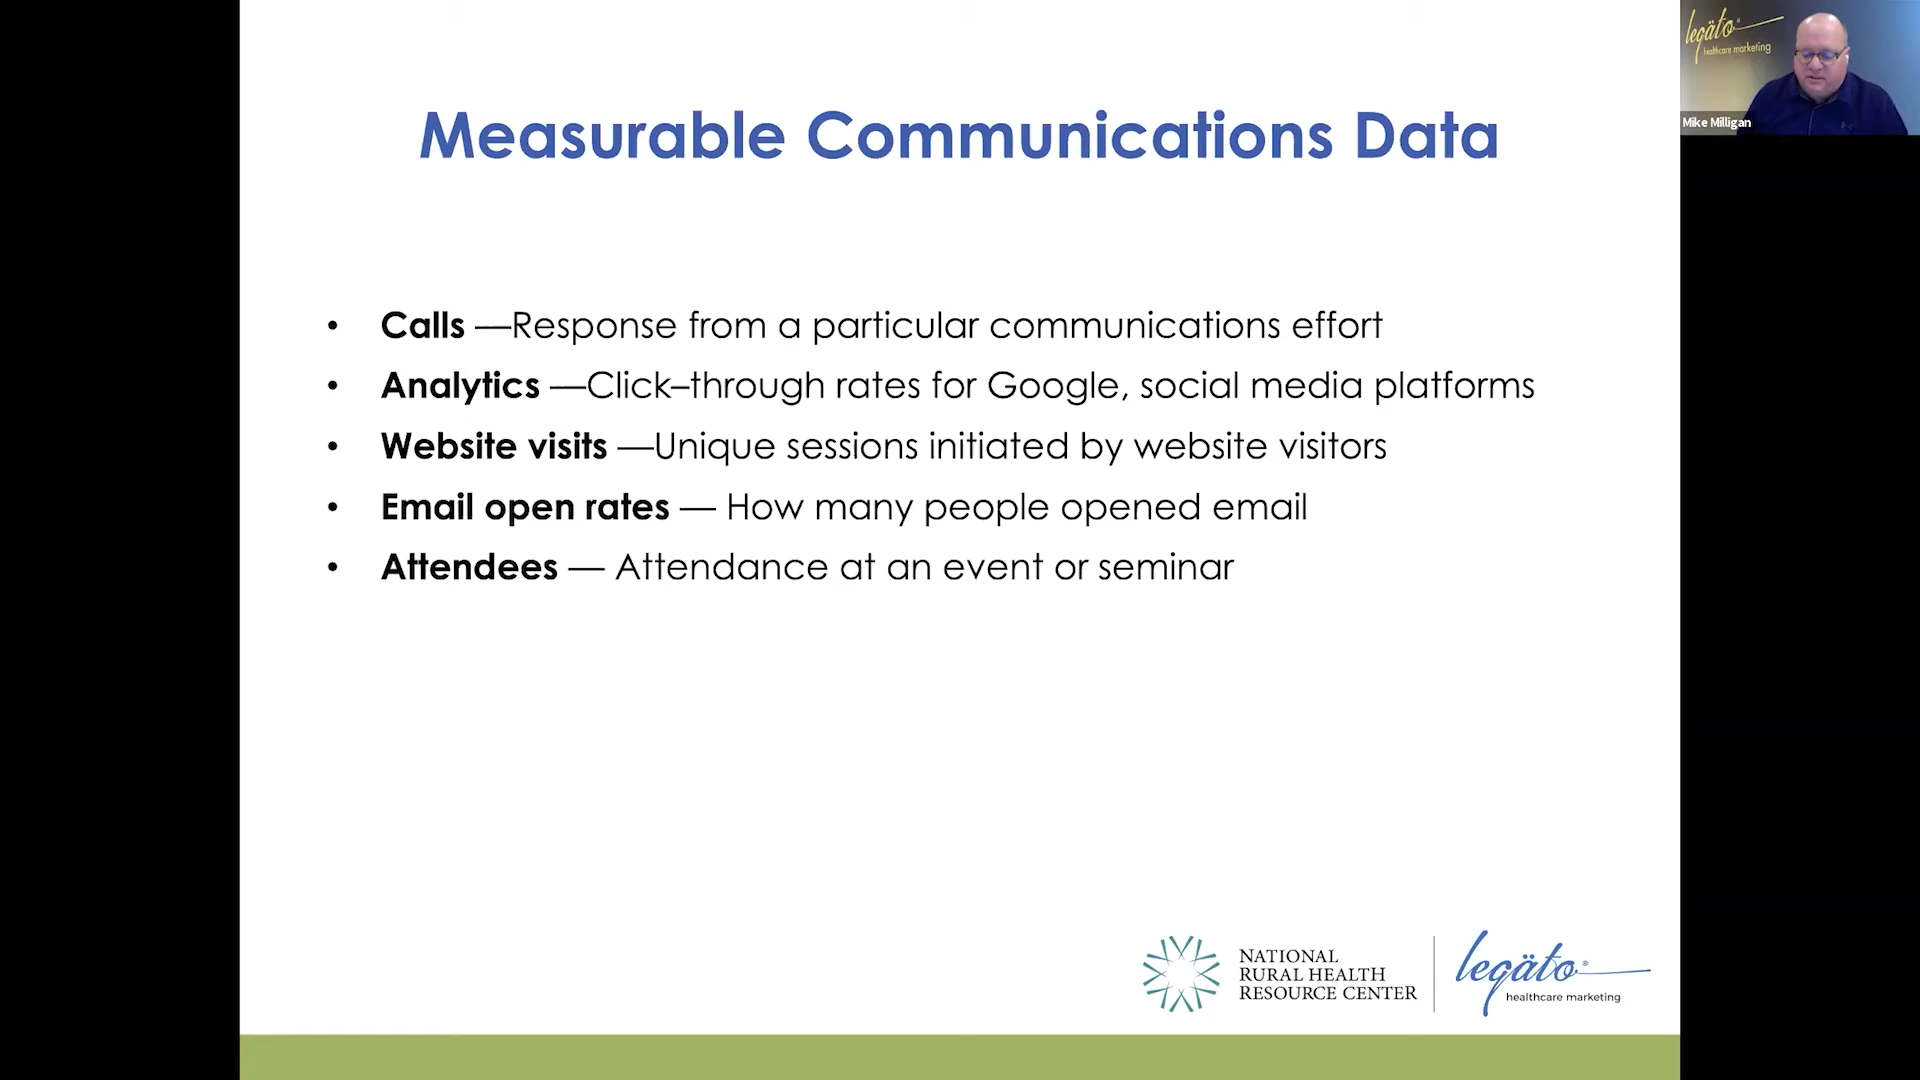 Measurable Communications Data
• Calls —Response from a particular communications effort
• Analytics —Click–through rates for Google, social media platforms
• Website visits —Unique sessions initiated by website visitors
• Email open rates — How many people opened email
• Attendees — Attendance at an event or seminar
NATIONAL
RURAL HEALTH
RESOURCE CENTER
legäto®
healthcare marketing
legäto®
healthcare marketing
Mike Milligan